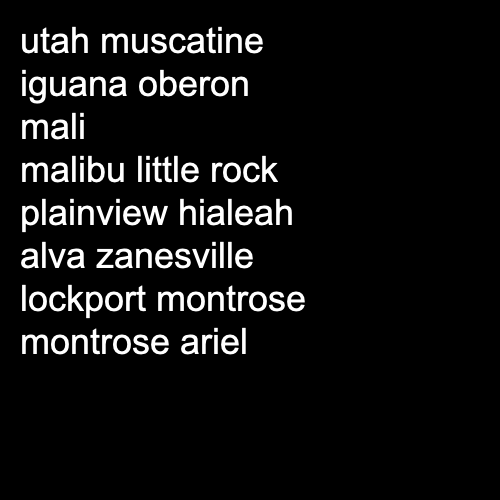 utah muscatine
iguana oberon
mali
malibu little rock
plainview hialeah
alva zanesville
lockport montrose
montrose ariel